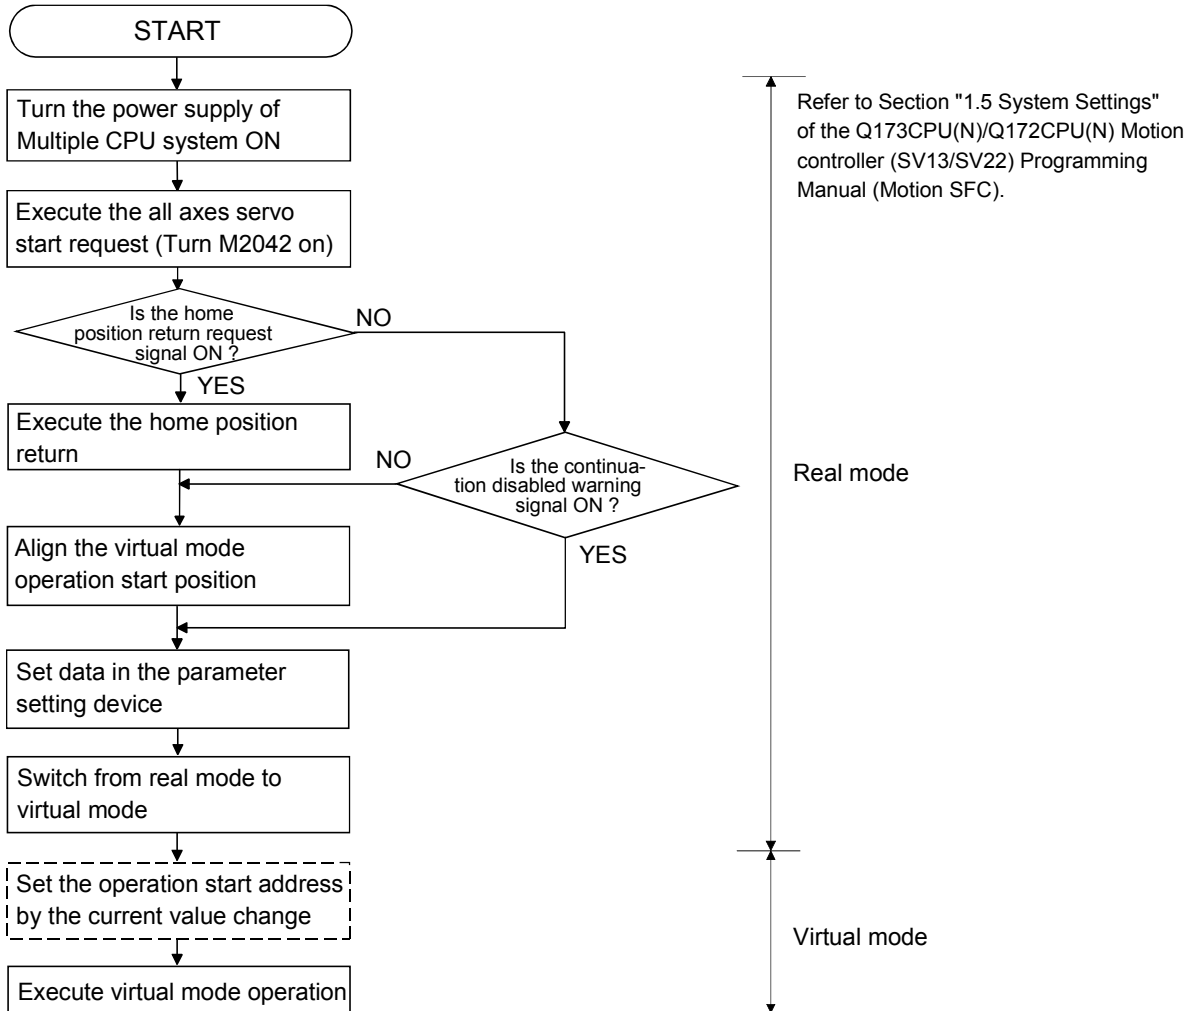 START
Turn the power supply of
Multiple CPU system ON
Refer to Section "1.5 System Settings"
of the Q173CPU(N)/Q172CPU(N) Motion
controller (SV13/SV22) Programming
Manual (Motion SFC).
Execute the all axes servo
start request (Turn M2042 on)
Is the home
position return request
signal ON ?
NO
YES
Execute the home position
return
NO
Is the continua-
tion disabled warning
signal ON ?
YES
Real mode
Align the virtual mode
operation start position
Set data in the parameter
setting device
Switch from real mode to
virtual mode
Set the operation start address
by the current value change
Virtual mode
Execute virtual mode operation